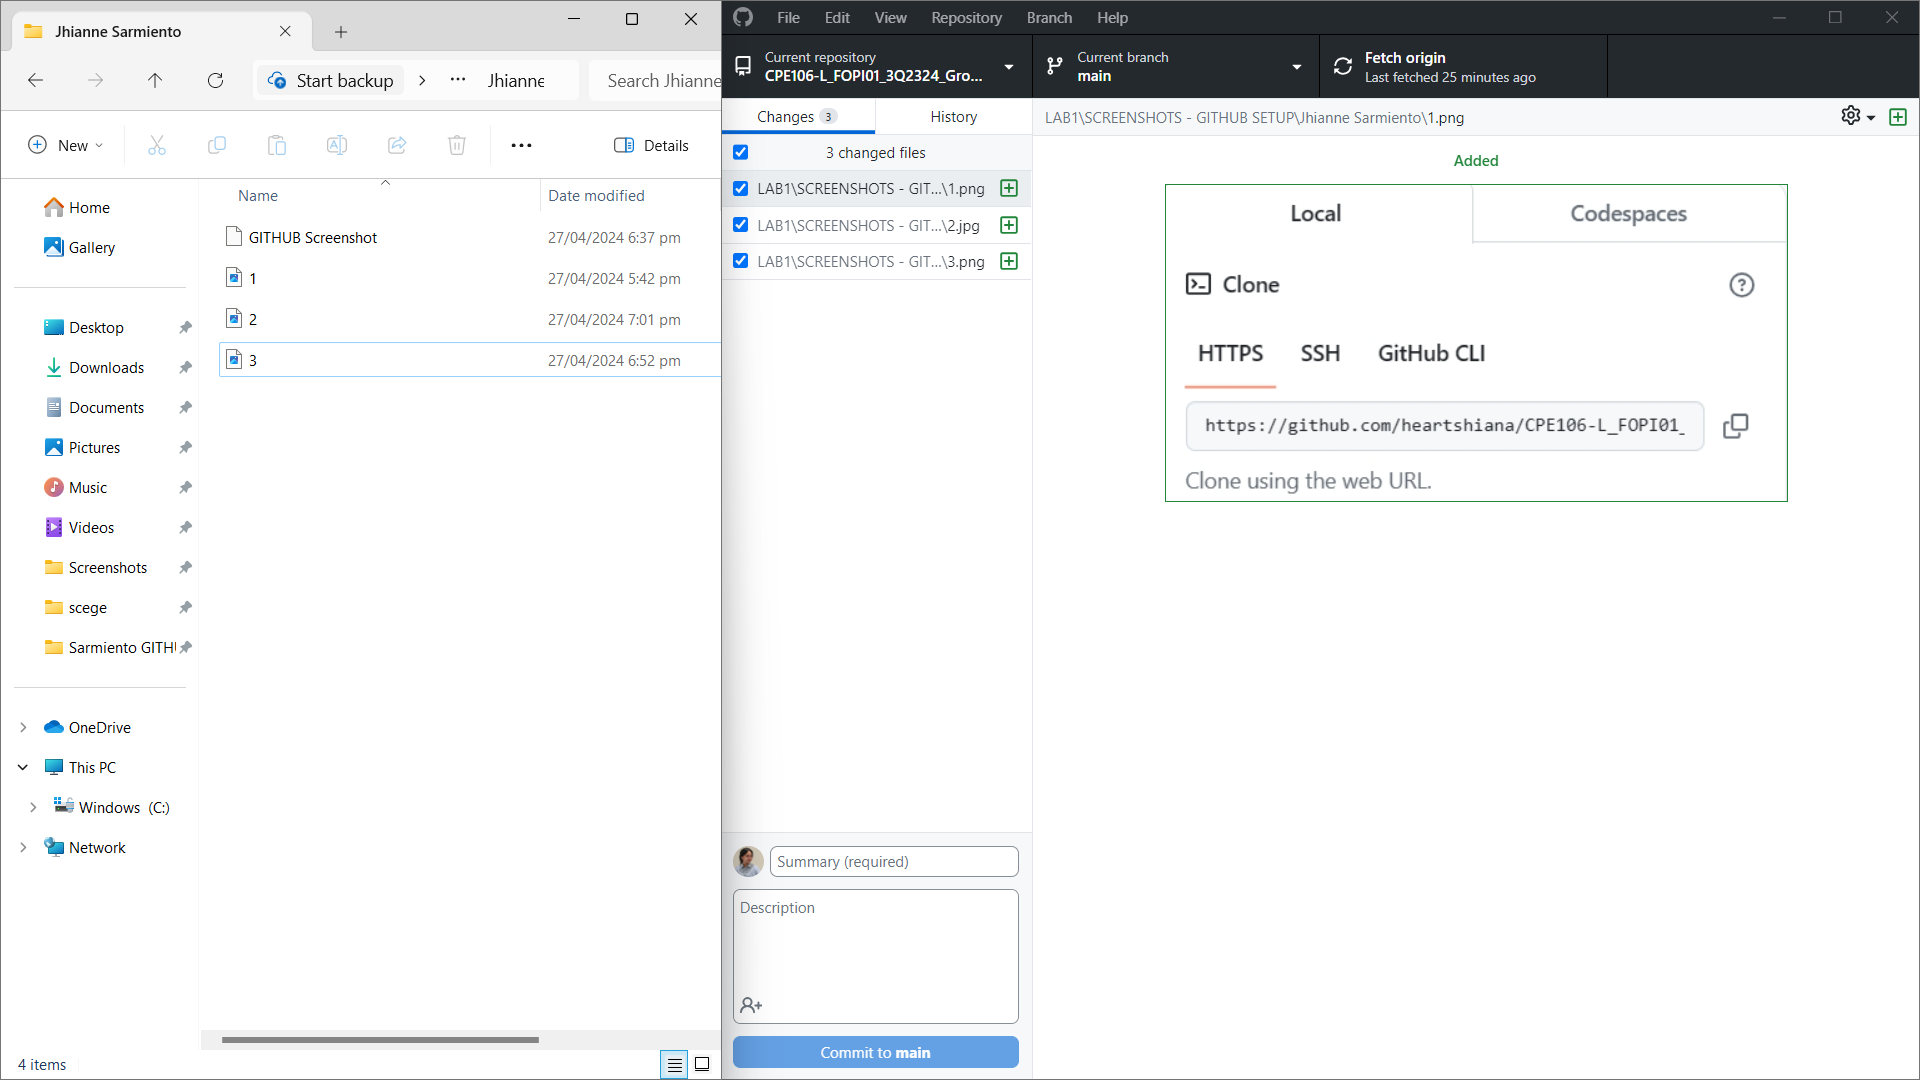 Jhianne Sarmiento
Start backup
Jhianne
Search Jhianne
New
Details
Name
Date modified
Home
Gallery
Desktop
Downloads
Documents
Pictures
Music
Videos
Screenshots
scege
Sarmiento GITHU
OneDrive
This PC
Windows (C:)
Network
GITHUB Screenshot 27/04/2024 6:37 pm
1 27/04/2024 5:42 pm
2 27/04/2024 7:01 pm
3 27/04/2024 6:52 pm
4 items
File Edit View Repository Branch Help
Current repository
CPE106-L_FOPI01_3Q2324_Gro...
Current branch
main
Fetch origin
Last fetched 25 minutes ago
Changes 3
History
3 changed files
LAB1\SCREENSHOTS - GIT...\1.png
LAB1\SCREENSHOTS - GIT...\2.jpg
LAB1\SCREENSHOTS - GIT...\3.png
Summary (required)
Description
Commit to main
LAB1\SCREENSHOTS - GITHUB SETUP\Jhianne Sarmiento\1.png
Added
Local
Codespaces
Clone
HTTPS SSH GitHub CLI
https://github.com/heartshiana/CPE106-L_FOPI01_
Clone using the web URL.